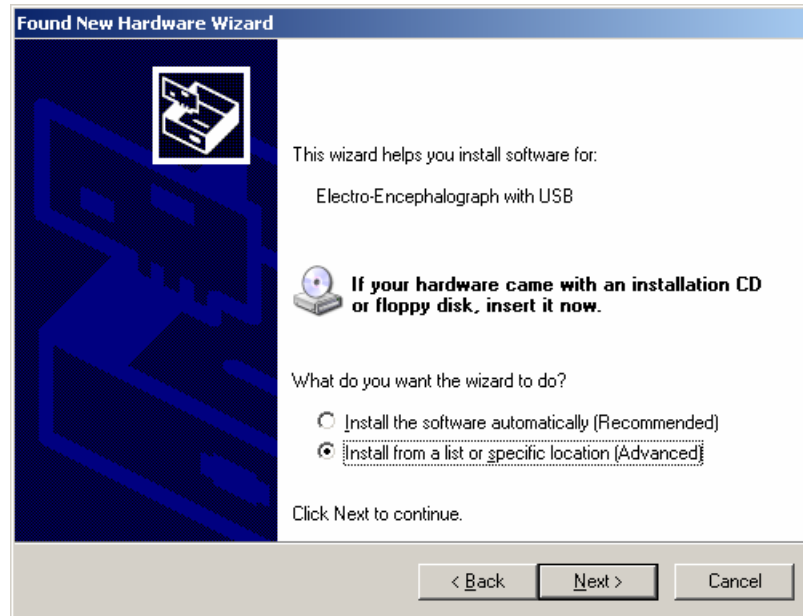 Found New Hardware Wizard
This wizard helps you install software for:
Electro-Encephalograph with USB
If your hardware came with an installation CD
or floppy disk, insert it now.
What do you want the wizard to do?
Install the software automatically (Recommended)
Install from a list or specific location (Advanced)
Click Next to continue.
< Back Next > Cancel